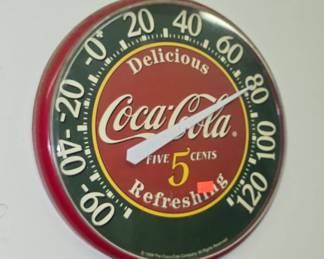 -60 -40 -20 -0 20 40 60 80 100 120
Delicious
Coca-Cola
FIVE 5 CENTS
Refreshing